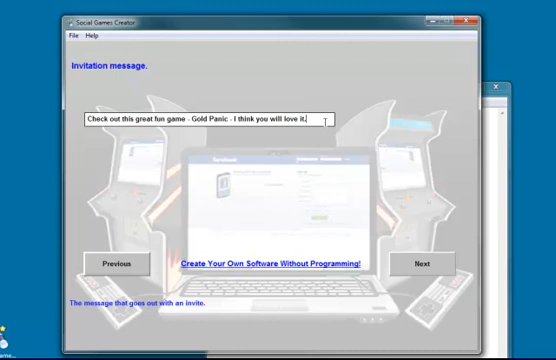 Social Games Creator
File Help
Invitation message.
Check out this great fun game - Gold Panic - I think you will love it.
facebook
Previous
Create Your Own Software Without Programming!
Next
The message that goes out with an invite.